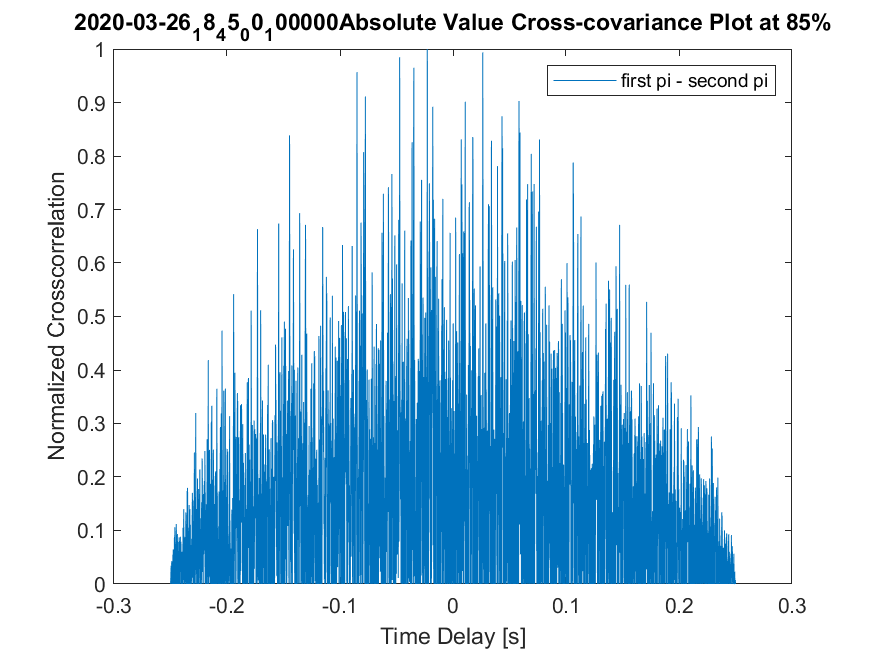 2020-03-26₁8₄5₀0₁00000Absolute Value Cross-covariance Plot at 85%
first pi - second pi
Normalized Crosscorrelation
1
0.9
0.8
0.7
0.6
0.5
0.4
0.3
0.2
0.1
0
-0.3 -0.2 -0.1 0 0.1 0.2 0.3
Time Delay [s]